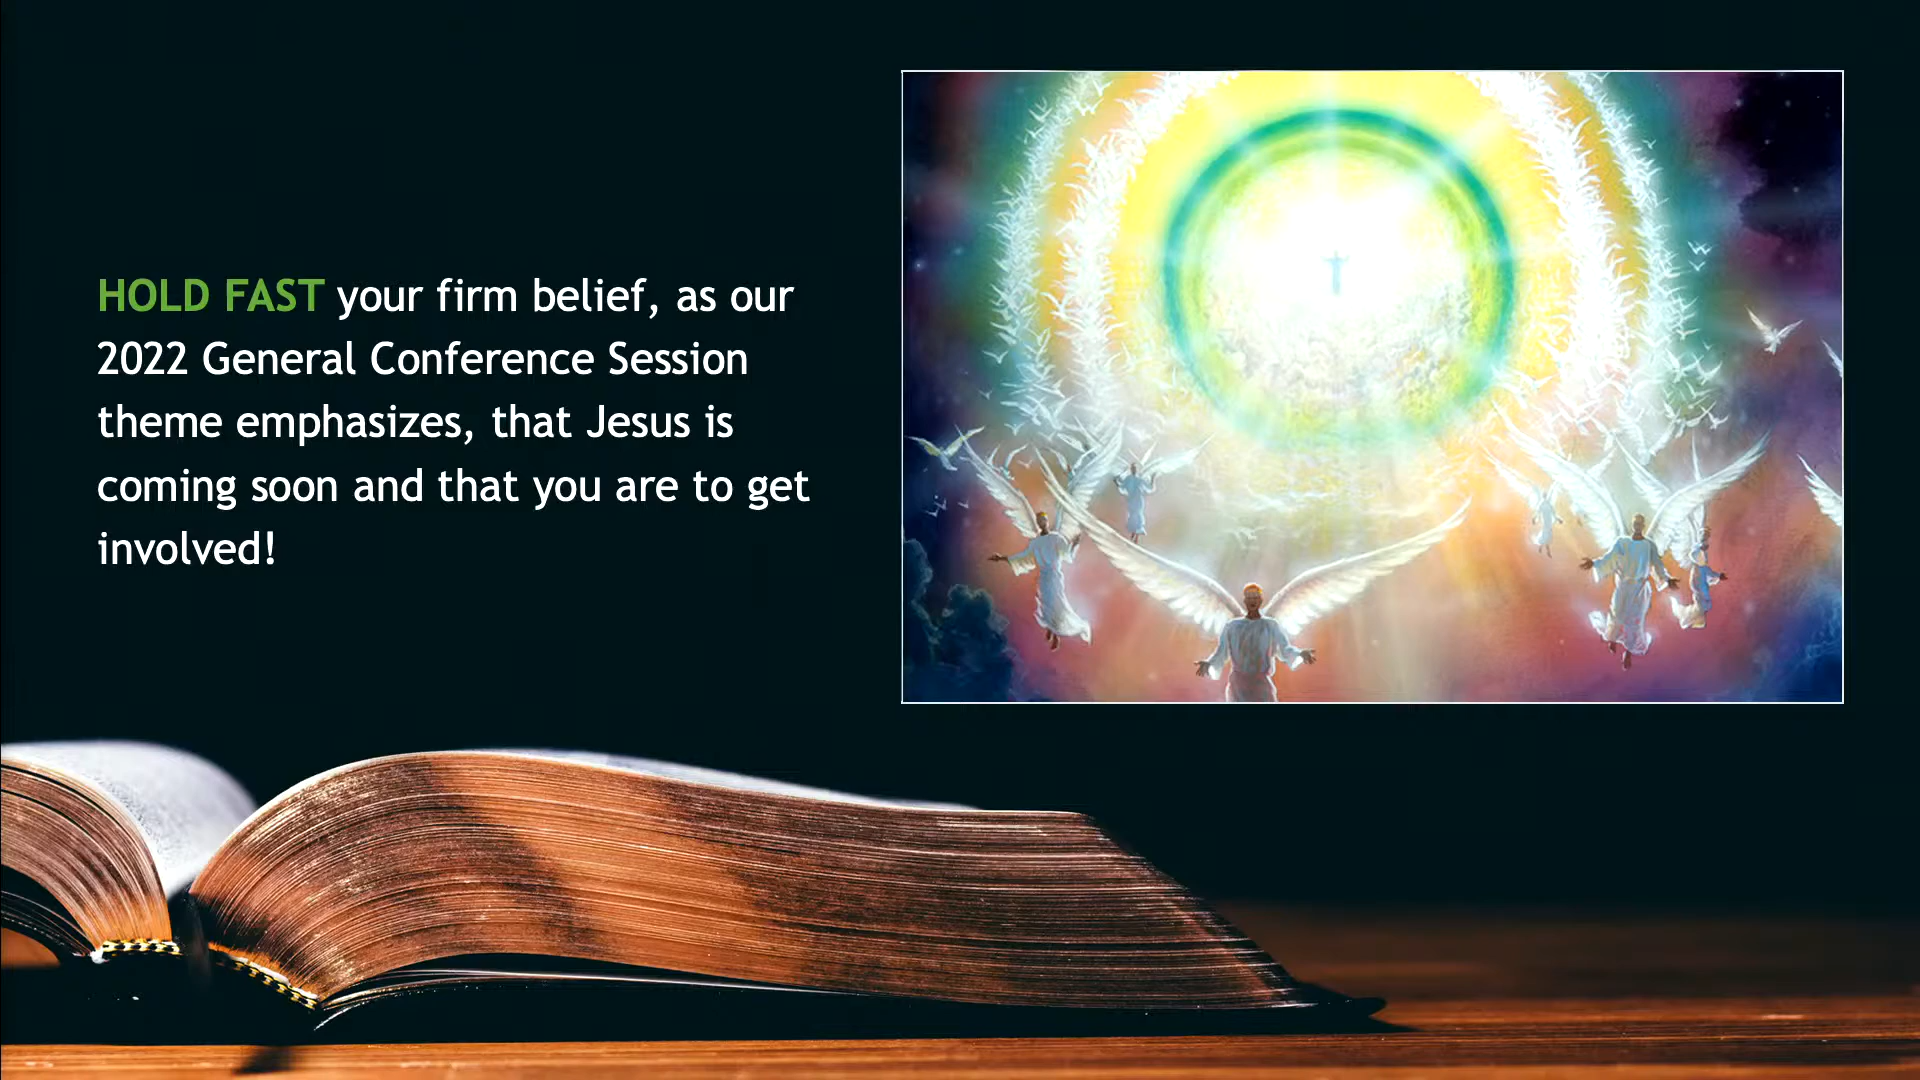 HOLD FAST your firm belief, as our
2022 General Conference Session
theme emphasizes, that Jesus is
coming soon and that you are to get
involved!